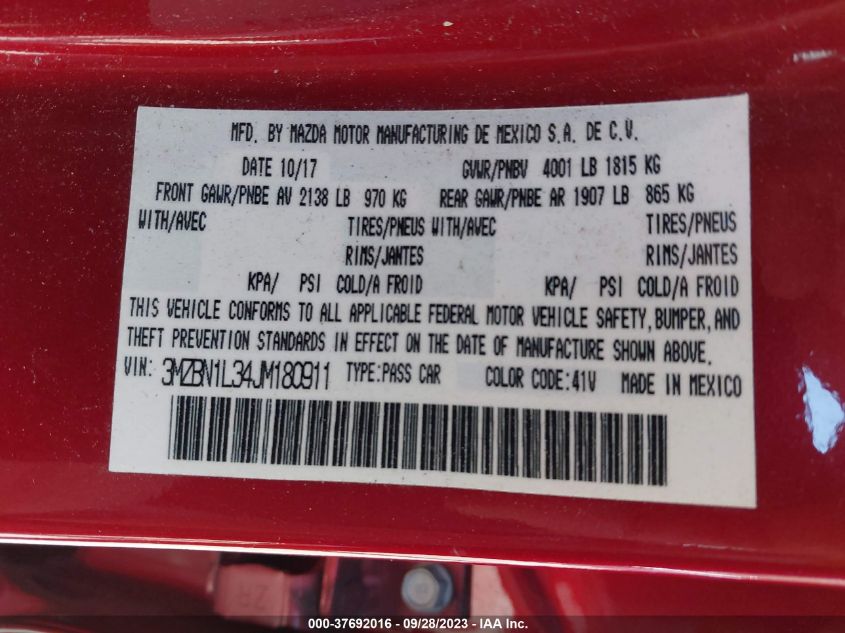 MFD. BY MAZDA MOTOR MANUFACTURING DE MEXICO S.A. DE C.V.
DATE 10/17 GVWR/PNBV 4001 LB 1815 KG
FRONT GAWR/PNBE AV 2138 LB 970 KG REAR GAWR/PNBE AR 1907 LB 865 KG
WITH/AVEC TIRES/PNEUS WITH/AVEC TIRES/PNEUS
RIMS/JANTES RIMS/JANTES
KPA/ PSI COLD/A FROID KPA/ PSI COLD/A FROID
THIS VEHICLE CONFORMS TO ALL APPLICABLE FEDERAL MOTOR VEHICLE SAFETY, BUMPER, AND
THEFT PREVENTION STANDARDS IN EFFECT ON THE DATE OF MANUFACTURE SHOWN ABOVE.
VIN: 3MZBN1L34JM180911 TYPE:PASS CAR COLOR CODE:41V MADE IN MEXICO
ZR
000-37692016 - 09/28/2023 - IAA Inc.